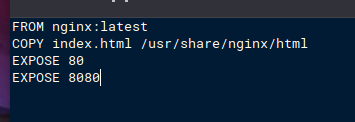 FROM nginx:latest
COPY index.html /usr/share/nginx/html
EXPOSE 80
EXPOSE 8080